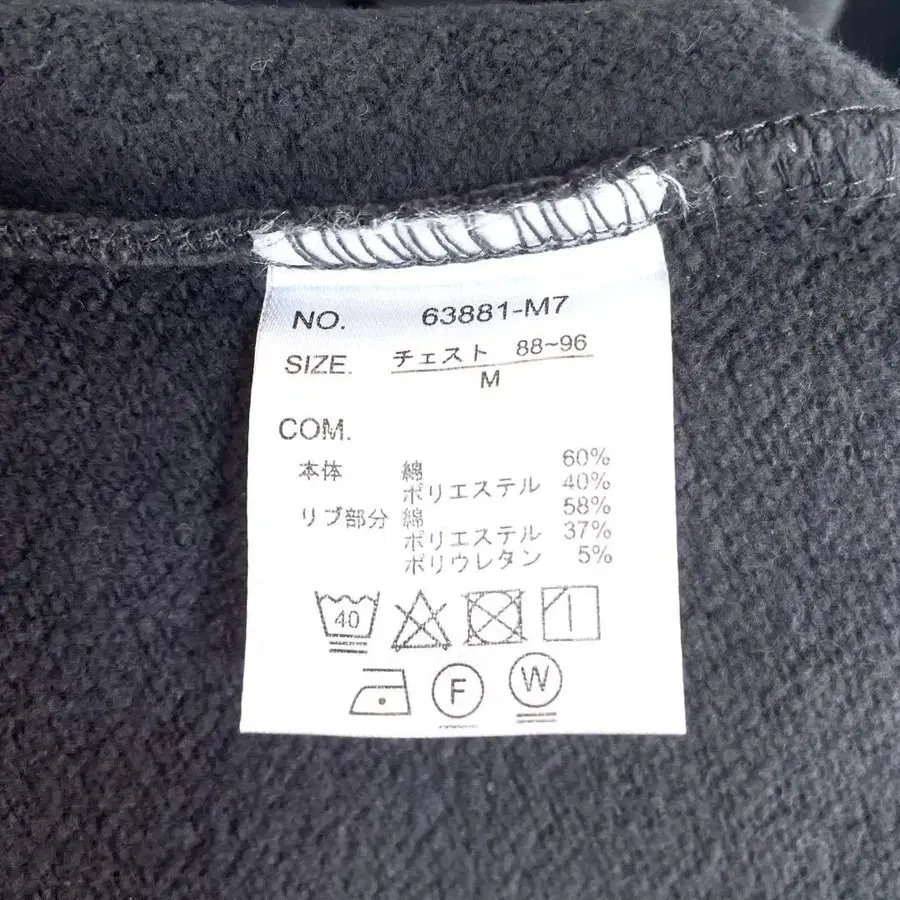 NO. 63881-M7
SIZE. チェスト 88~96
M
COM.
本体 綿 60%
ポリエステル 40%
リブ部分 綿 58%
ポリエステル 37%
ポリウレタン 5%
40
F
W